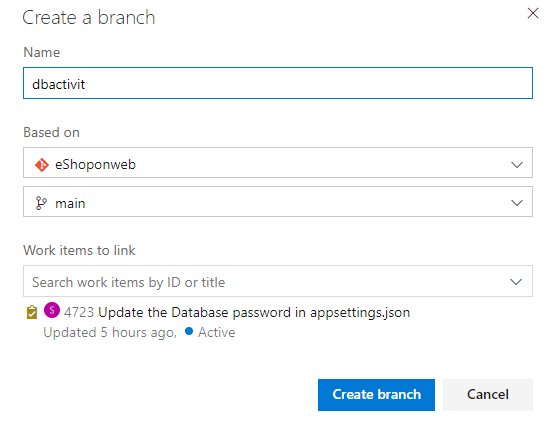 Create a branch
Name
dbactivit
Based on
eShoponweb
main
Work items to link
Search work items by ID or title
S 4723 Update the Database password in appsettings.json
Updated 5 hours ago, Active
Create branch Cancel